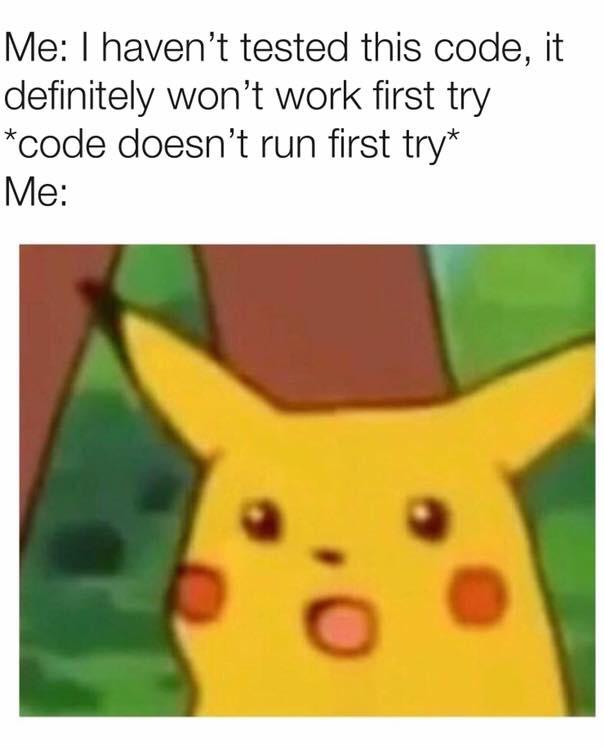 Me: I haven’t tested this code, it
definitely won’t work first try
*code doesn’t run first try*
Me: